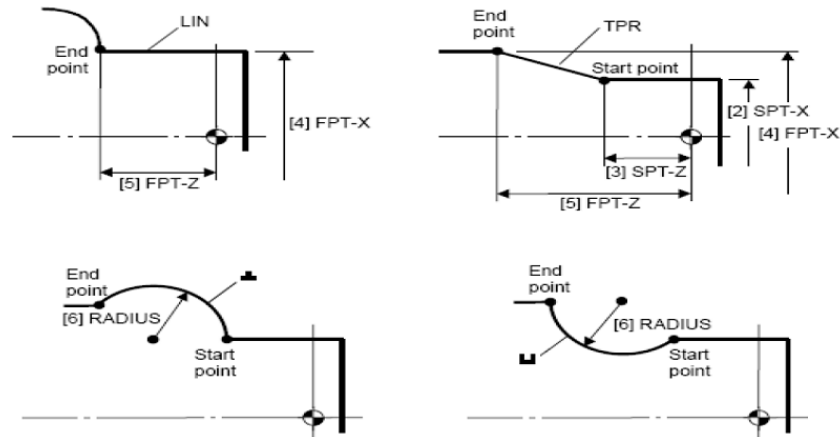 LIN
End
point
[4] FPT-X
[5] FPT-Z
End
point
TPR
Start point
[2] SPT-X
[4] FPT-X
[3] SPT-Z
[5] FPT-Z
End
point
[6] RADIUS
Start
point
End
point
[6] RADIUS
Start
point